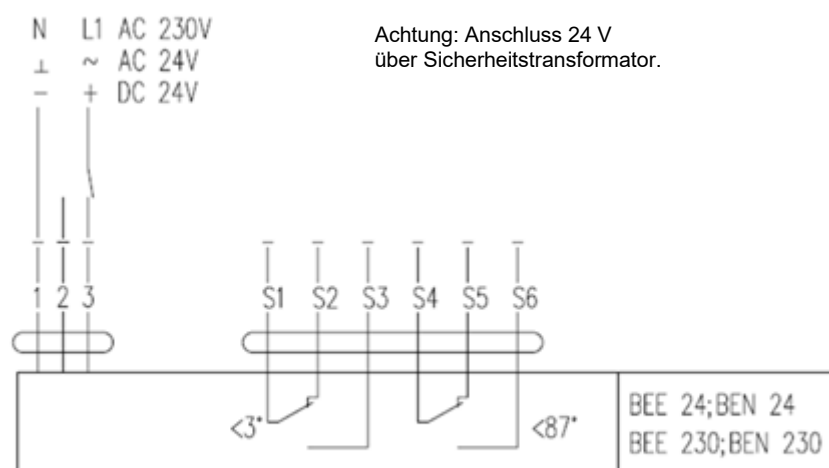 N L1 AC 230V
⊥ ~ AC 24V
− + DC 24V
Achtung: Anschluss 24 V
über Sicherheitstransformator.
1 2 3 S1 S2 S3 S4 S5 S6
<3° <87°
BEE 24;BEN 24
BEE 230;BEN 230